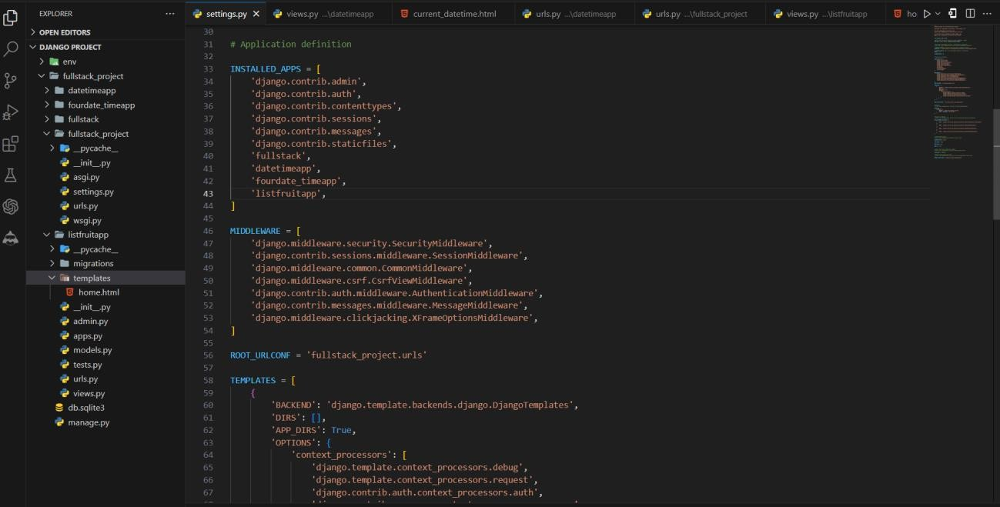 EXPLORER
OPEN EDITORS
DJANGO PROJECT
env
fullstack_project
datetimeapp
fourdate_timeapp
fullstack
fullstack_project
__pycache__
__init__.py
asgi.py
settings.py
urls.py
wsgi.py
listfruitapp
__pycache__
migrations
templates
home.html
__init__.py
admin.py
apps.py
models.py
tests.py
urls.py
views.py
db.sqlite3
manage.py
settings.py
views.py ...\datetimeapp
current_datetime.html
urls.py ...\datetimeapp
urls.py ...\fullstack_project
views.py ...\listfruitapp
ho
30
31 # Application definition
32
33 INSTALLED_APPS = [
34 'django.contrib.admin',
35 'django.contrib.auth',
36 'django.contrib.contenttypes',
37 'django.contrib.sessions',
38 'django.contrib.messages',
39 'django.contrib.staticfiles',
40 'fullstack',
41 'datetimeapp',
42 'fourdate_timeapp',
43 'listfruitapp',
44 ]
45
46 MIDDLEWARE = [
47 'django.middleware.security.SecurityMiddleware',
48 'django.contrib.sessions.middleware.SessionMiddleware',
49 'django.middleware.common.CommonMiddleware',
50 'django.middleware.csrf.CsrfViewMiddleware',
51 'django.contrib.auth.middleware.AuthenticationMiddleware',
52 'django.contrib.messages.middleware.MessageMiddleware',
53 'django.middleware.clickjacking.XFrameOptionsMiddleware',
54 ]
55
56 ROOT_URLCONF = 'fullstack_project.urls'
57
58 TEMPLATES = [
59 {
60 'BACKEND': 'django.template.backends.django.DjangoTemplates',
61 'DIRS': [],
62 'APP_DIRS': True,
63 'OPTIONS': {
64 'context_processors': [
65 'django.template.context_processors.debug',
66 'django.template.context_processors.request',
67 'django.contrib.auth.context_processors.auth',